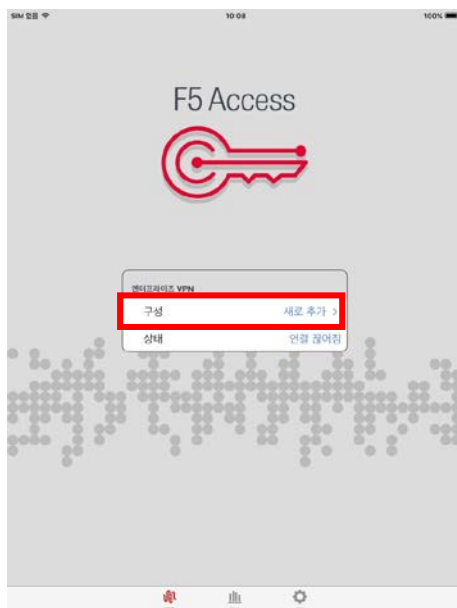 SIM 없음 10:08 100%
F5 Access
엔터프라이즈 VPN
구성 새로 추가 >
상태 연결 끊어짐